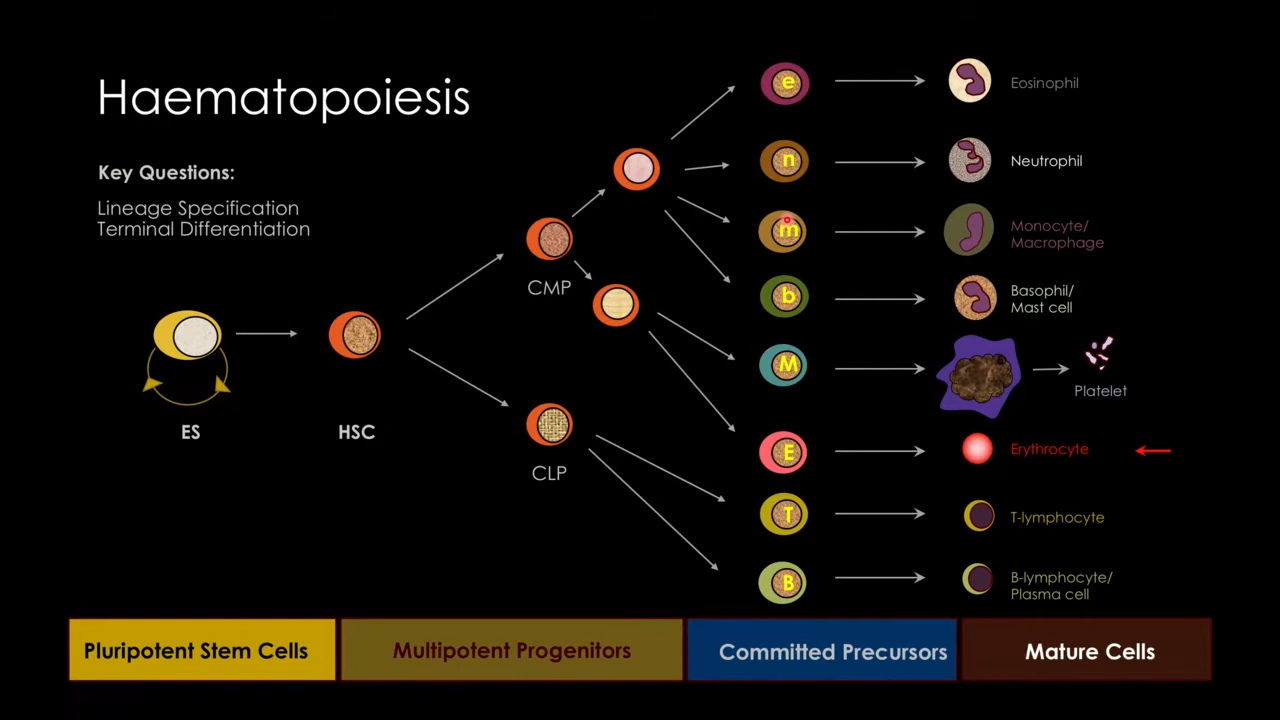 Haematopoiesis
Key Questions:
Lineage Specification
Terminal Differentiation
ES
HSC
CMP
CLP
e
Eosinophil
n
Neutrophil
m
Monocyte/
Macrophage
b
Basophil/
Mast cell
M
Platelet
E
Erythrocyte
T
T-lymphocyte
B
B-lymphocyte/
Plasma cell
Pluripotent Stem Cells
Multipotent Progenitors
Committed Precursors
Mature Cells